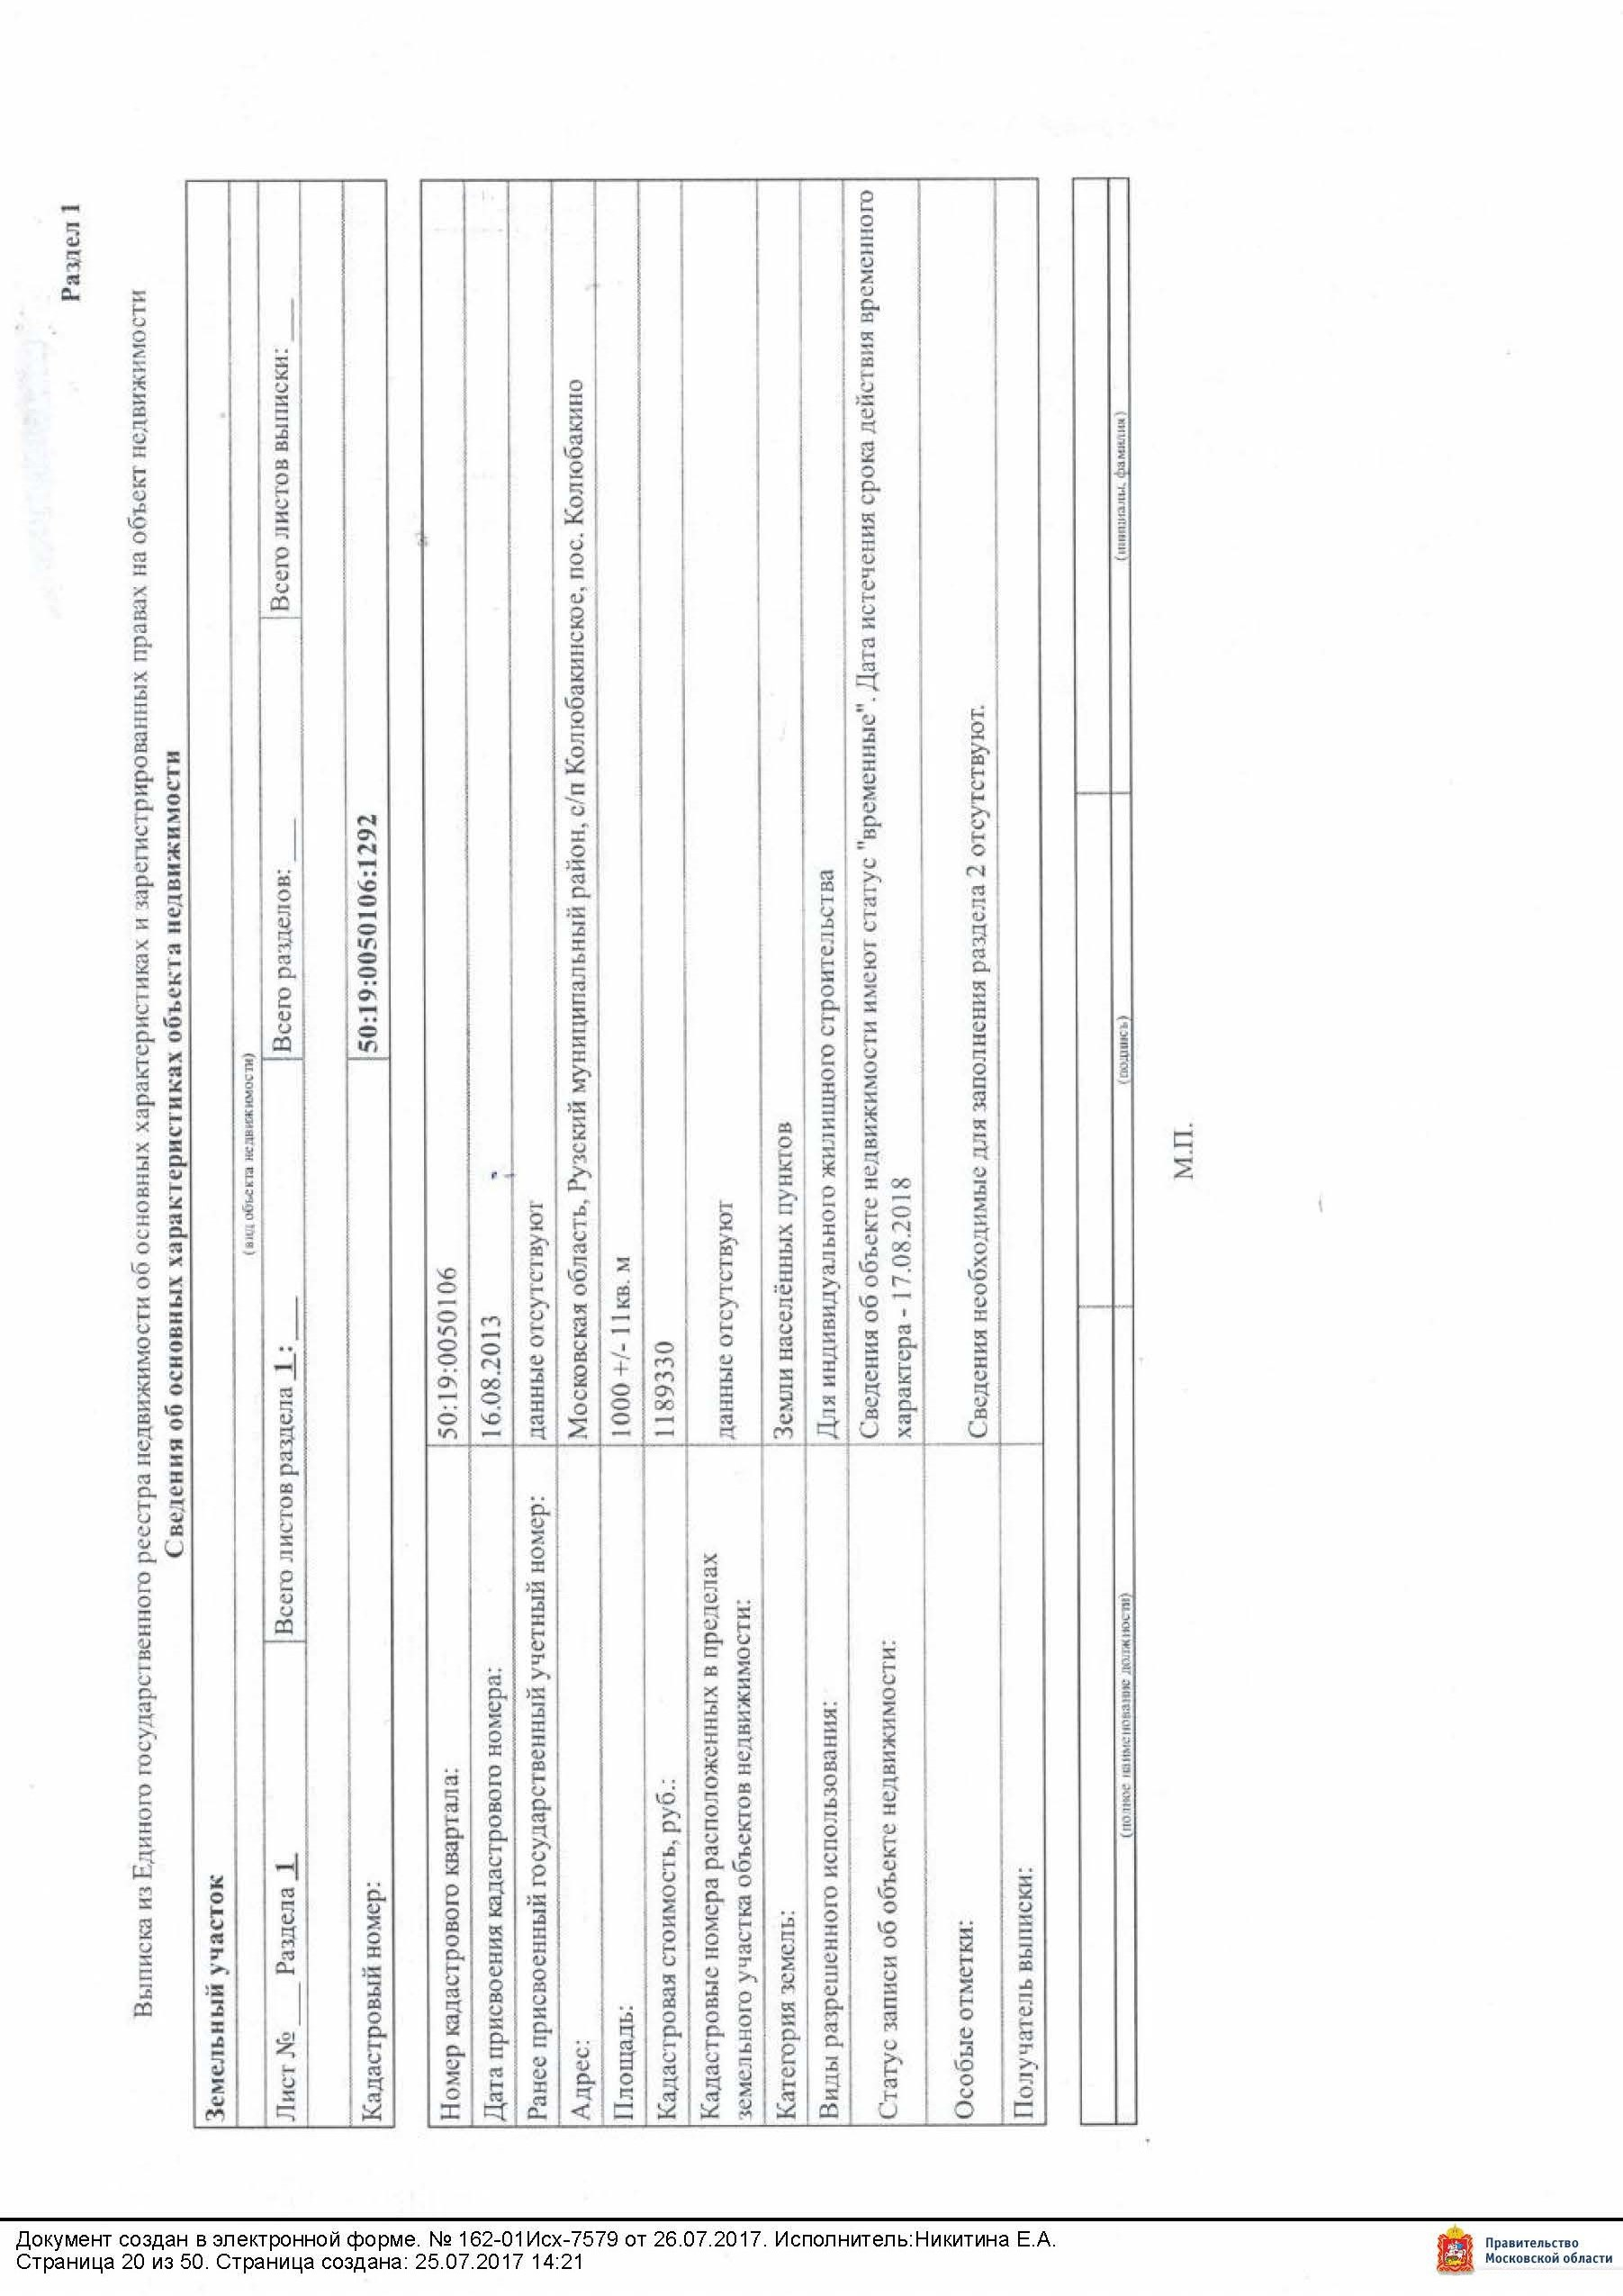 Раздел 1
Выписка из Единого государственного реестра недвижимости об основных характеристиках и зарегистрированных правах на объект недвижимости
Сведения об основных характеристиках объекта недвижимости
Земельный участок
(вид объекта недвижимости)
Лист № ___ Раздела 1 Всего листов раздела 1 : ___ Всего разделов: ___ Всего листов выписки: ___
Кадастровый номер: 50:19:0050106:1292
Номер кадастрового квартала: 50:19:0050106
Дата присвоения кадастрового номера: 16.08.2013
Ранее присвоенный государственный учетный номер: данные отсутствуют
Адрес: Московская область, Рузский муниципальный район, с/п Колюбакинское, пос. Колюбакино
Площадь: 1000 +/- 11кв. м
Кадастровая стоимость, руб.: 1189330
Кадастровые номера расположенных в пределах
земельного участка объектов недвижимости: данные отсутствуют
Категория земель: Земли населённых пунктов
Виды разрешенного использования: Для индивидуального жилищного строительства
Статус записи об объекте недвижимости: Сведения об объекте недвижимости имеют статус "временные". Дата истечения срока действия временного
характера - 17.08.2018
Особые отметки: Сведения необходимые для заполнения раздела 2 отсутствуют.
Получатель выписки:
(полное наименование должности) (подпись) (инициалы, фамилия)
М.П.
Документ создан в электронной форме. № 162-01Исх-7579 от 26.07.2017. Исполнитель:Никитина Е.А.
Страница 20 из 50. Страница создана: 25.07.2017 14:21
Правительство
Московской области